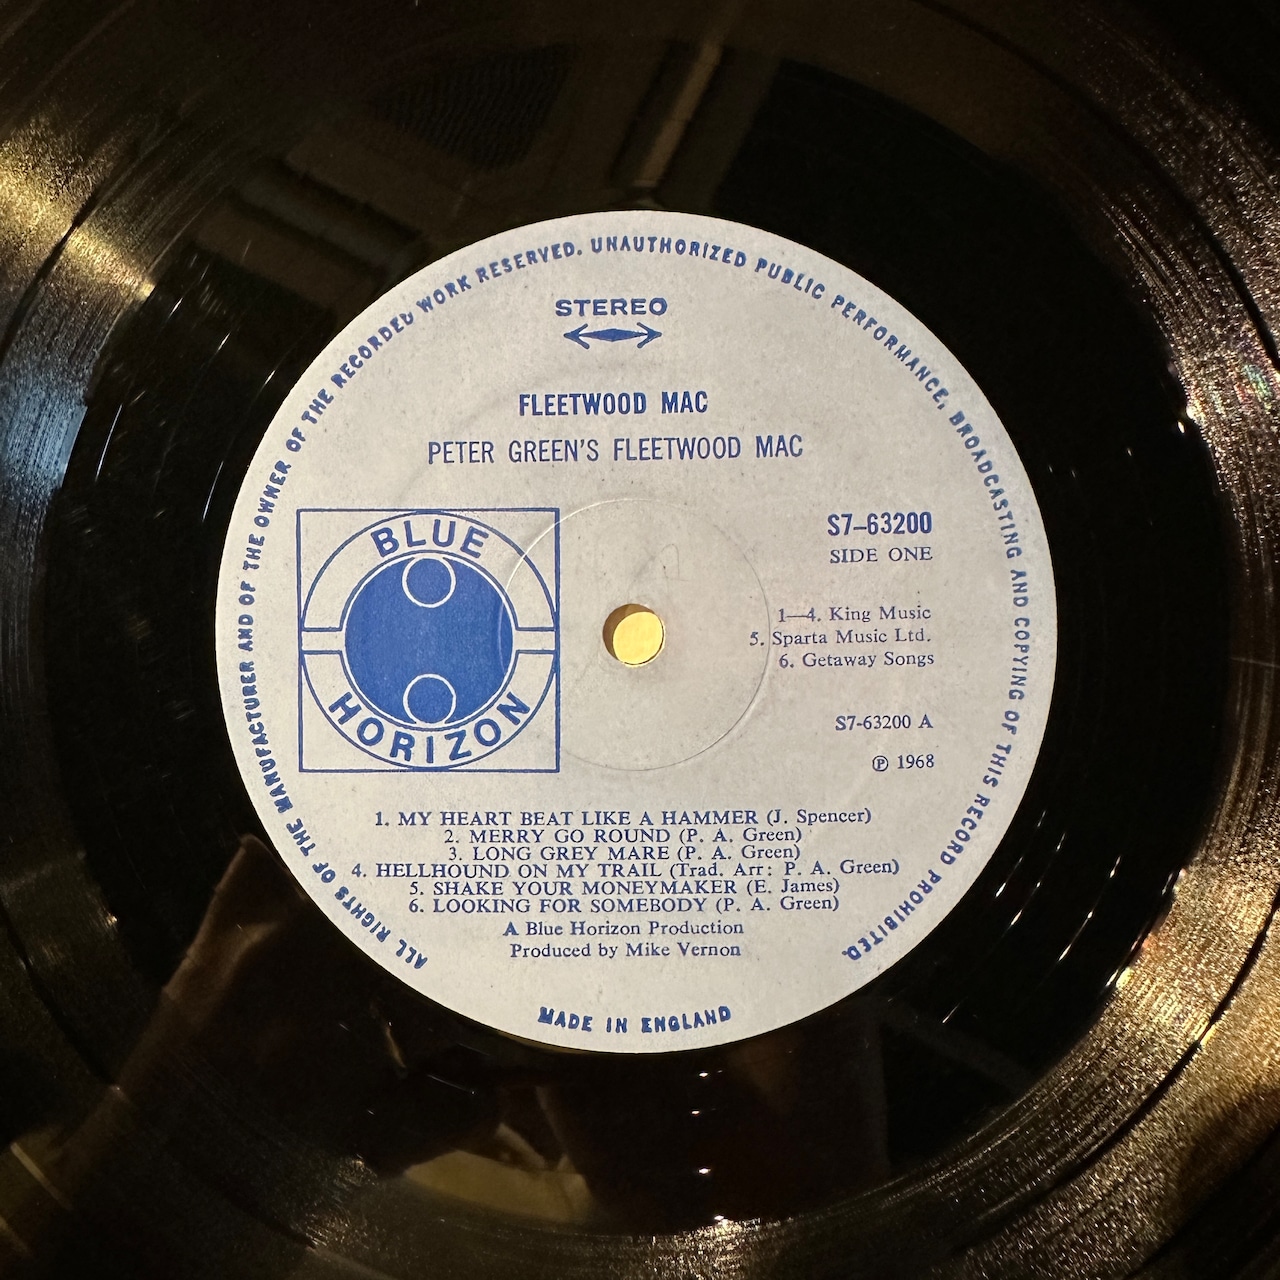 ALL RIGHTS OF THE MANUFACTURER AND OF THE OWNER OF THE RECORDED WORK RESERVED. UNAUTHORIZED PUBLIC PERFORMANCE, BROADCASTING AND COPYING OF THIS RECORD PROHIBITED.
STEREO
FLEETWOOD MAC
PETER GREEN'S FLEETWOOD MAC
BLUE
HORIZON
S7–63200
SIDE ONE
1—4. King Music
5. Sparta Music Ltd.
6. Getaway Songs
S7-63200 A
℗ 1968
1. MY HEART BEAT LIKE A HAMMER (J. Spencer)
2. MERRY GO ROUND (P. A. Green)
3. LONG GREY MARE (P. A. Green)
4. HELLHOUND ON MY TRAIL (Trad. Arr: P. A. Green)
5. SHAKE YOUR MONEYMAKER (E. James)
6. LOOKING FOR SOMEBODY (P. A. Green)
A Blue Horizon Production
Produced by Mike Vernon
MADE IN ENGLAND